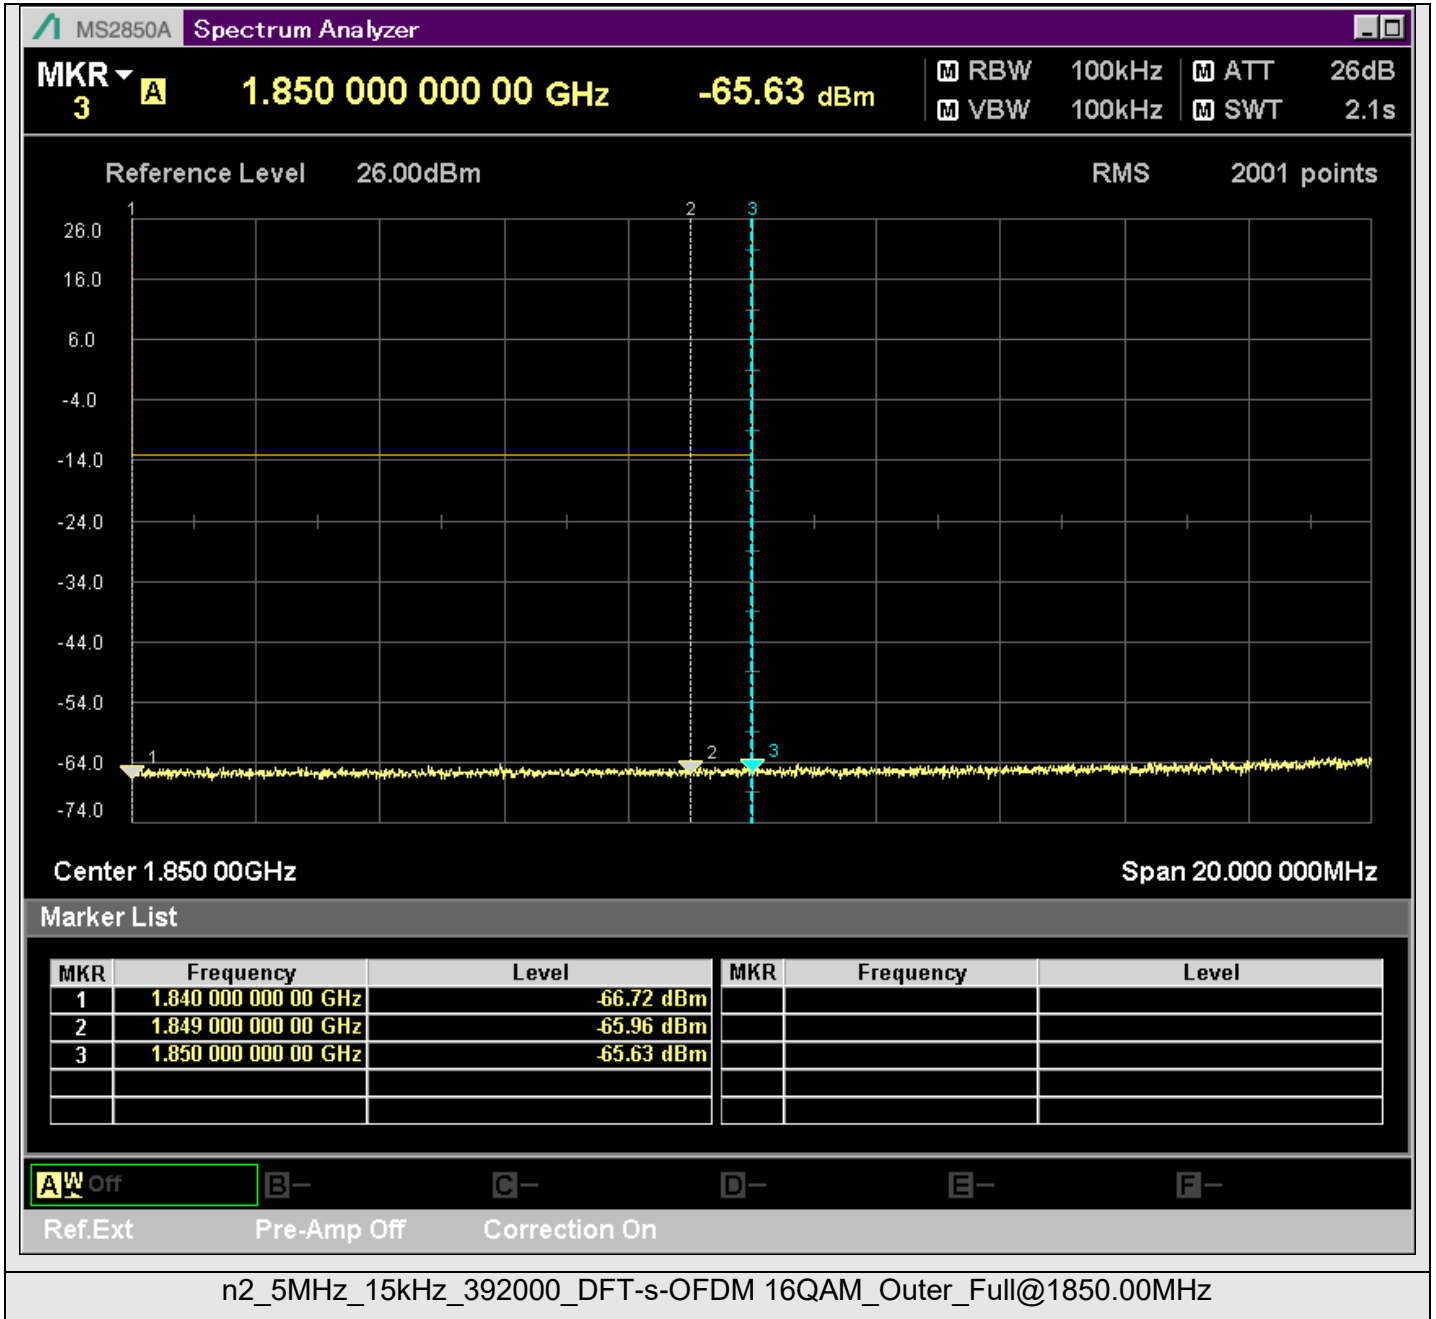 MS2850A Spectrum Analyzer
MKR A 1.850 000 000 00 GHz -65.63 dBm M RBW 100kHz M ATT 26dB
3 M VBW 100kHz M SWT 2.1s
Reference Level 26.00dBm RMS 2001 points
1 2 3
26.0
16.0
6.0
-4.0
-14.0
-24.0
-34.0
-44.0
-54.0
1 2 3
-64.0
-74.0
Center 1.850 00GHz Span 20.000 000MHz
Marker List
MKR Frequency Level MKR Frequency Level
1 1.840 000 000 00 GHz -66.72 dBm
2 1.849 000 000 00 GHz -65.96 dBm
3 1.850 000 000 00 GHz -65.63 dBm
A W Off B C D E F
Ref.Ext Pre-Amp Off Correction On
n2_5MHz_15kHz_392000_DFT-s-OFDM 16QAM_Outer_Full@1850.00MHz